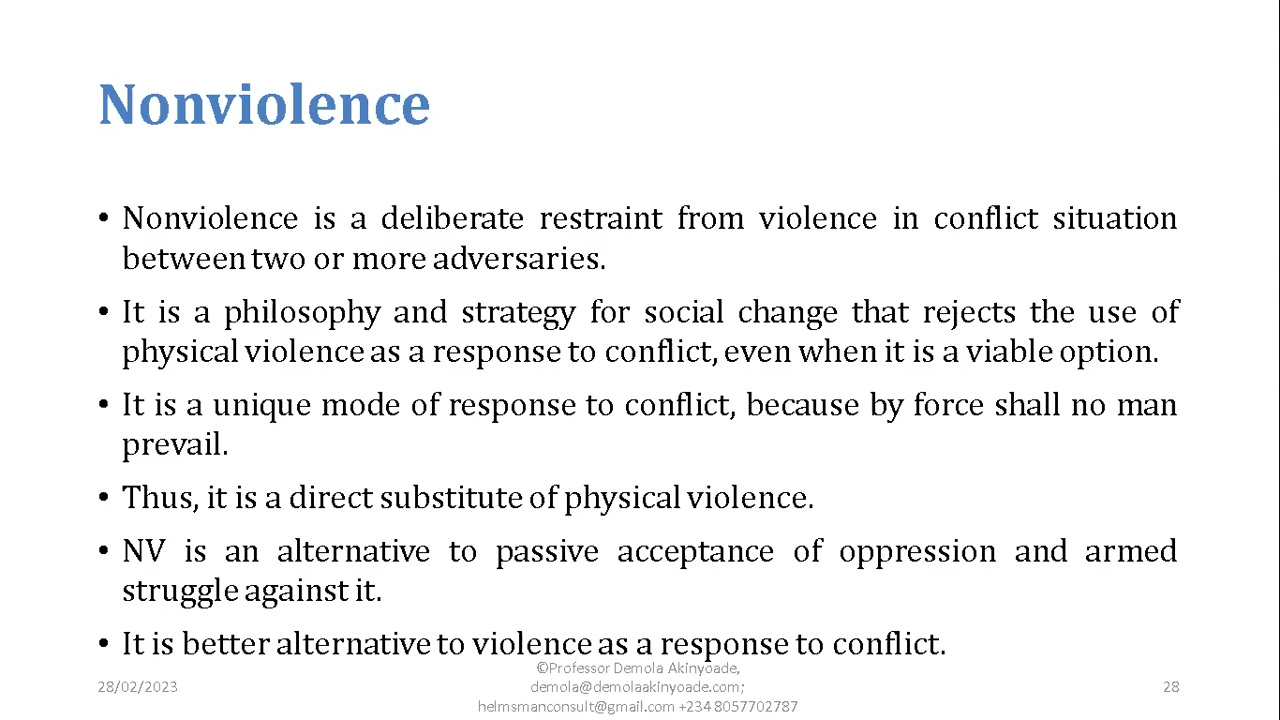 Nonviolence
• Nonviolence is a deliberate restraint from violence in conflict situation
between two or more adversaries.
• It is a philosophy and strategy for social change that rejects the use of
physical violence as a response to conflict, even when it is a viable option.
• It is a unique mode of response to conflict, because by force shall no man
prevail.
• Thus, it is a direct substitute of physical violence.
• NV is an alternative to passive acceptance of oppression and armed
struggle against it.
• It is better alternative to violence as a response to conflict.
28/02/2023
©Professor Demola Akinyoade,
demola@demolaakinyoade.com;
helmsmanconsult@gmail.com +234 8057702787
28